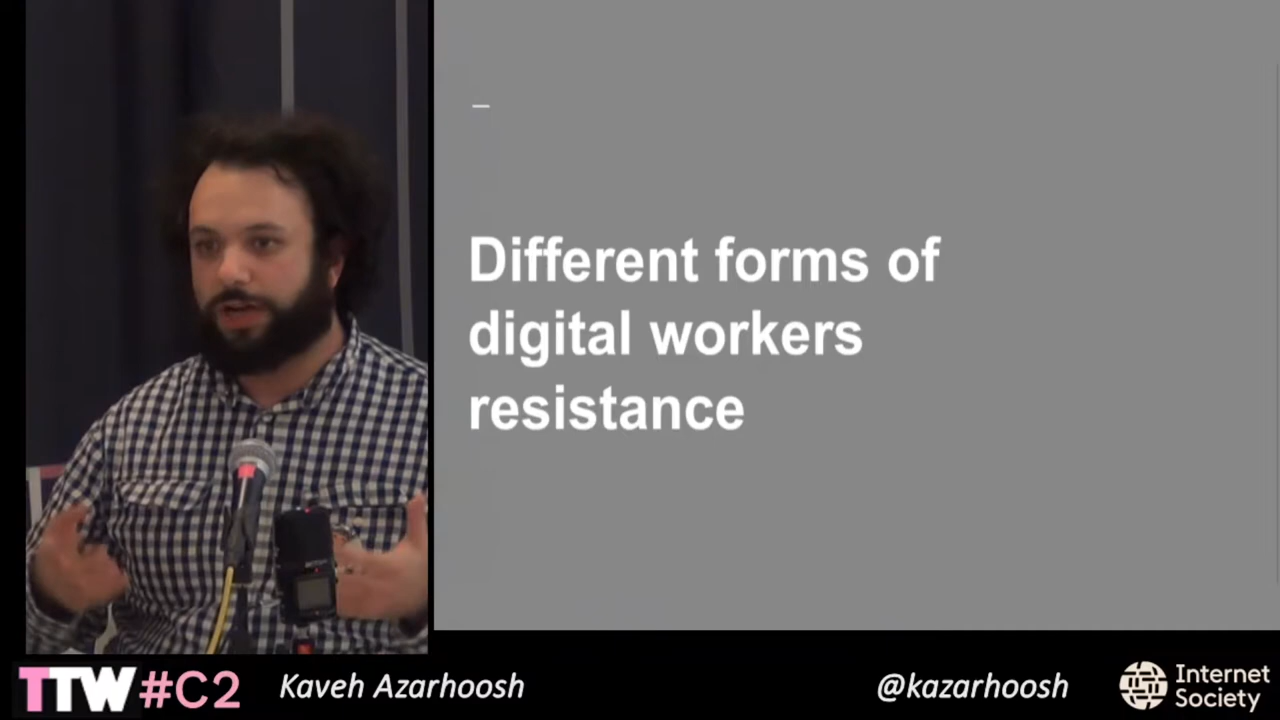 Different forms of
digital workers
resistance
TTW#C2
Kaveh Azarhoosh
@kazarhoosh
Internet
Society